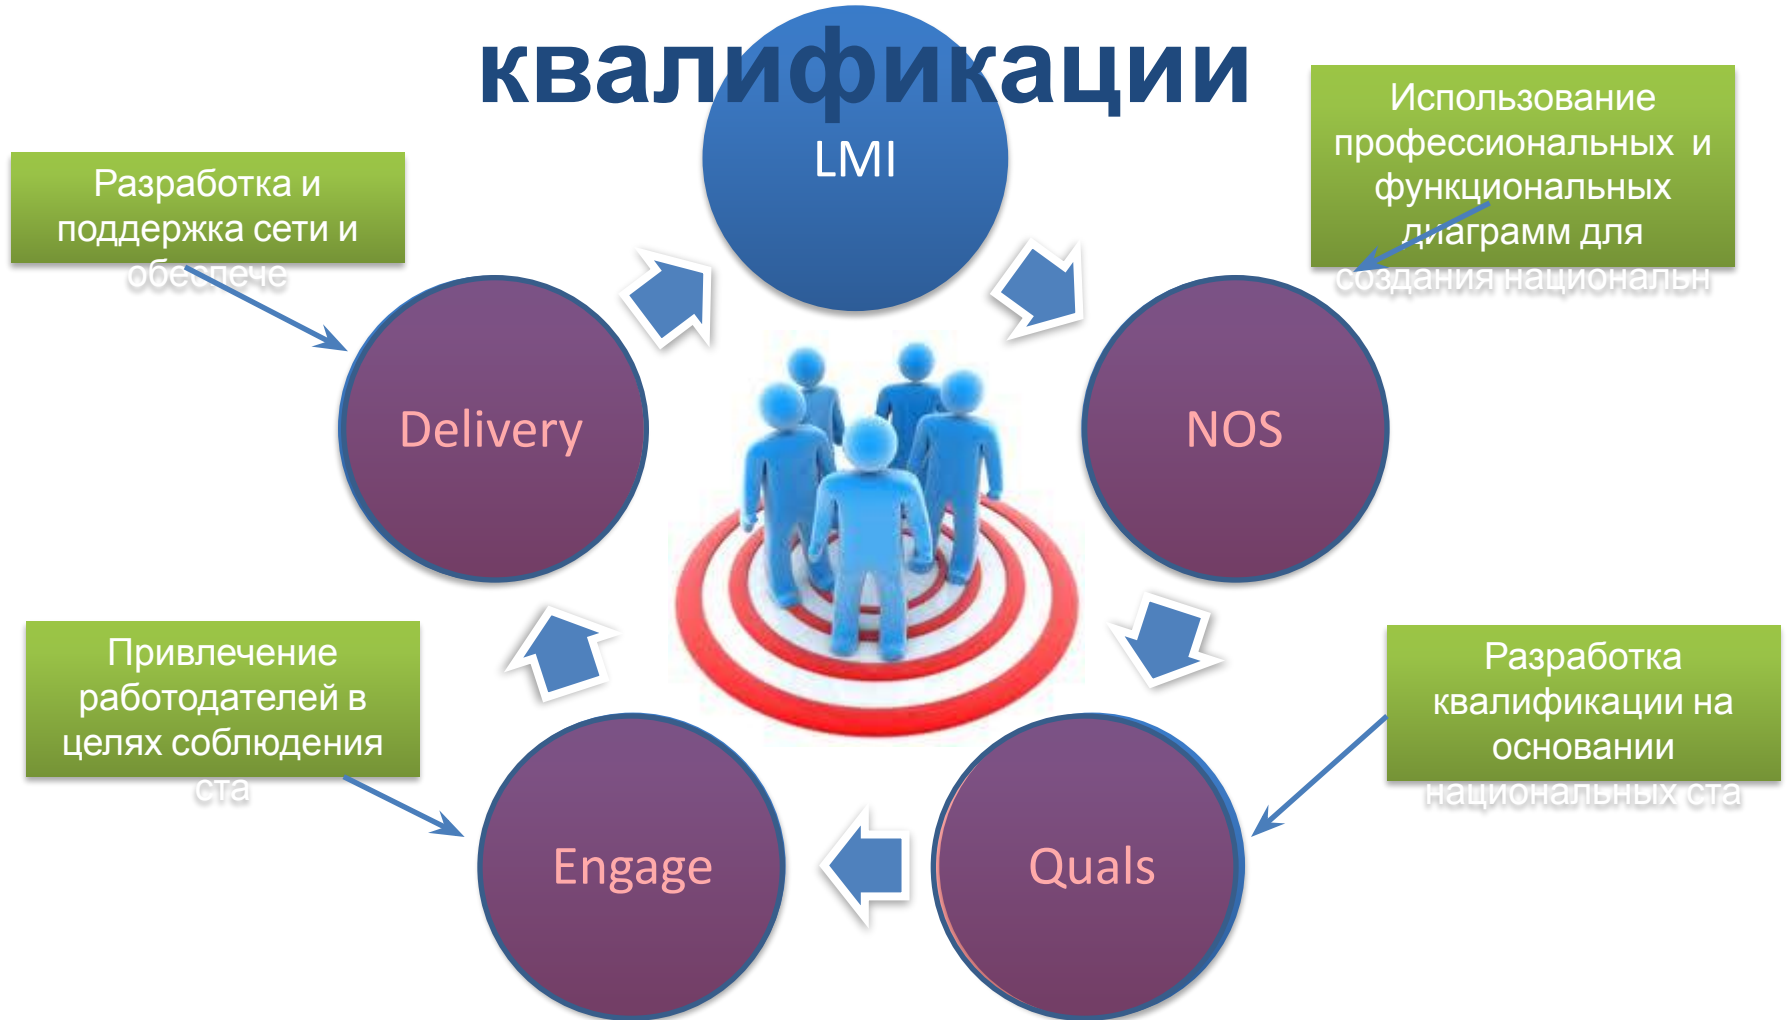 квалификации
LMI
Использование
профессиональных и
функциональных
диаграмм для
создания национальн
Разработка и
поддержка сети и
обеспече
Delivery
NOS
Привлечение
работодателей в
целях соблюдения
ста
Разработка
квалификации на
основании
национальных ста
Engage
Quals